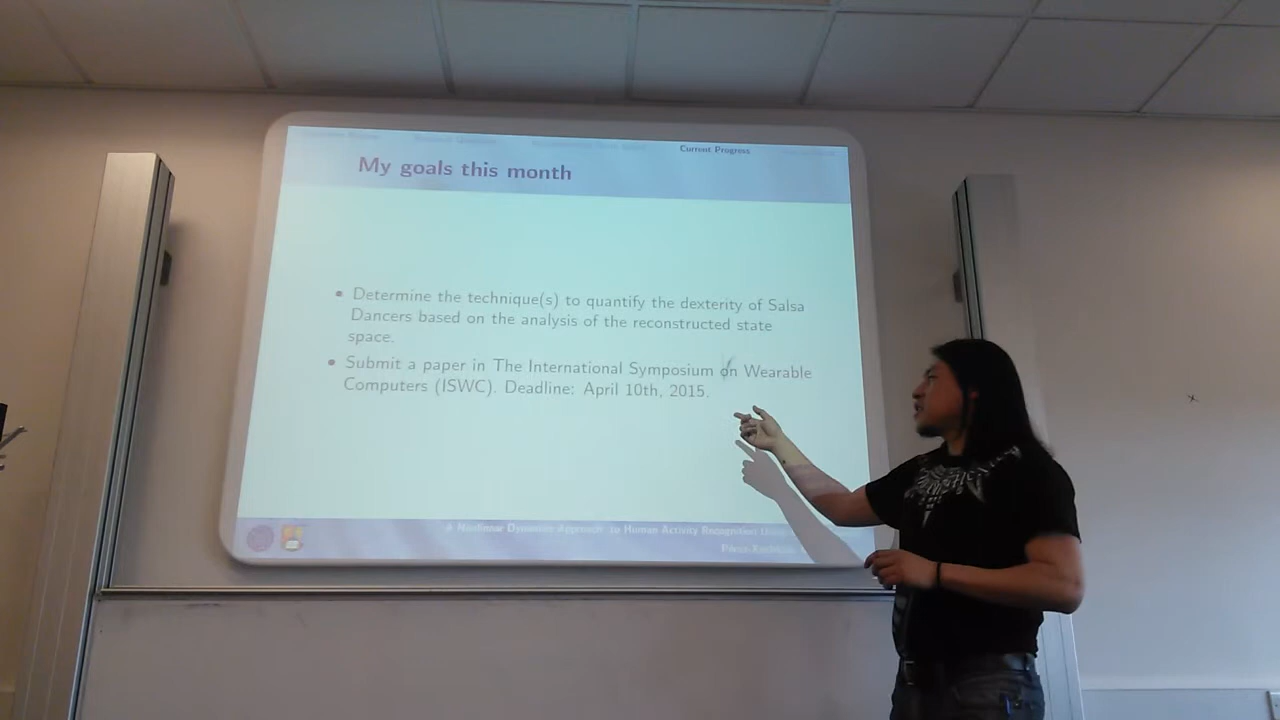 Current Progress
My goals this month
• Determine the technique(s) to quantify the dexterity of Salsa
Dancers based on the analysis of the reconstructed state
space.
• Submit a paper in The International Symposium on Wearable
Computers (ISWC). Deadline: April 10th, 2015.
A Nonlinear Dynamics Approach to Human Activity Recognition